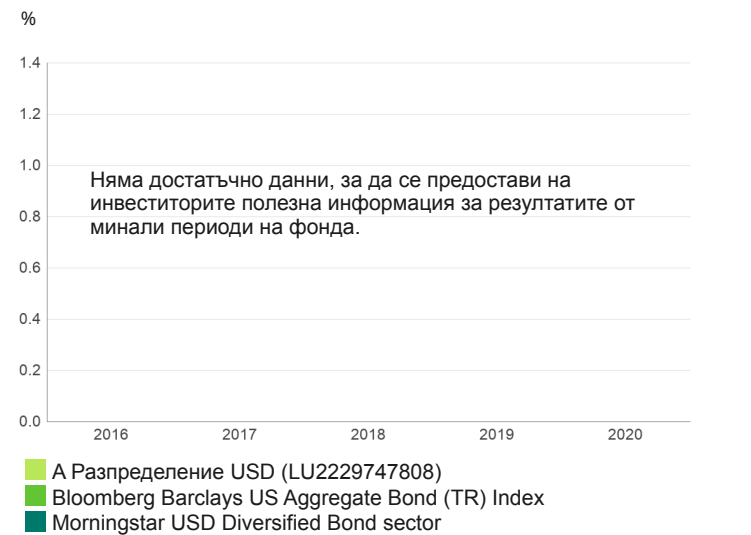 %
1.4
1.2
1.0
Няма достатъчно данни, за да се предостави на
инвеститорите полезна информация за резултатите от
минали периоди на фонда.
0.8
0.6
0.4
0.2
0.0
2016 2017 2018 2019 2020
A Разпределение USD (LU2229747808)
Bloomberg Barclays US Aggregate Bond (TR) Index
Morningstar USD Diversified Bond sector